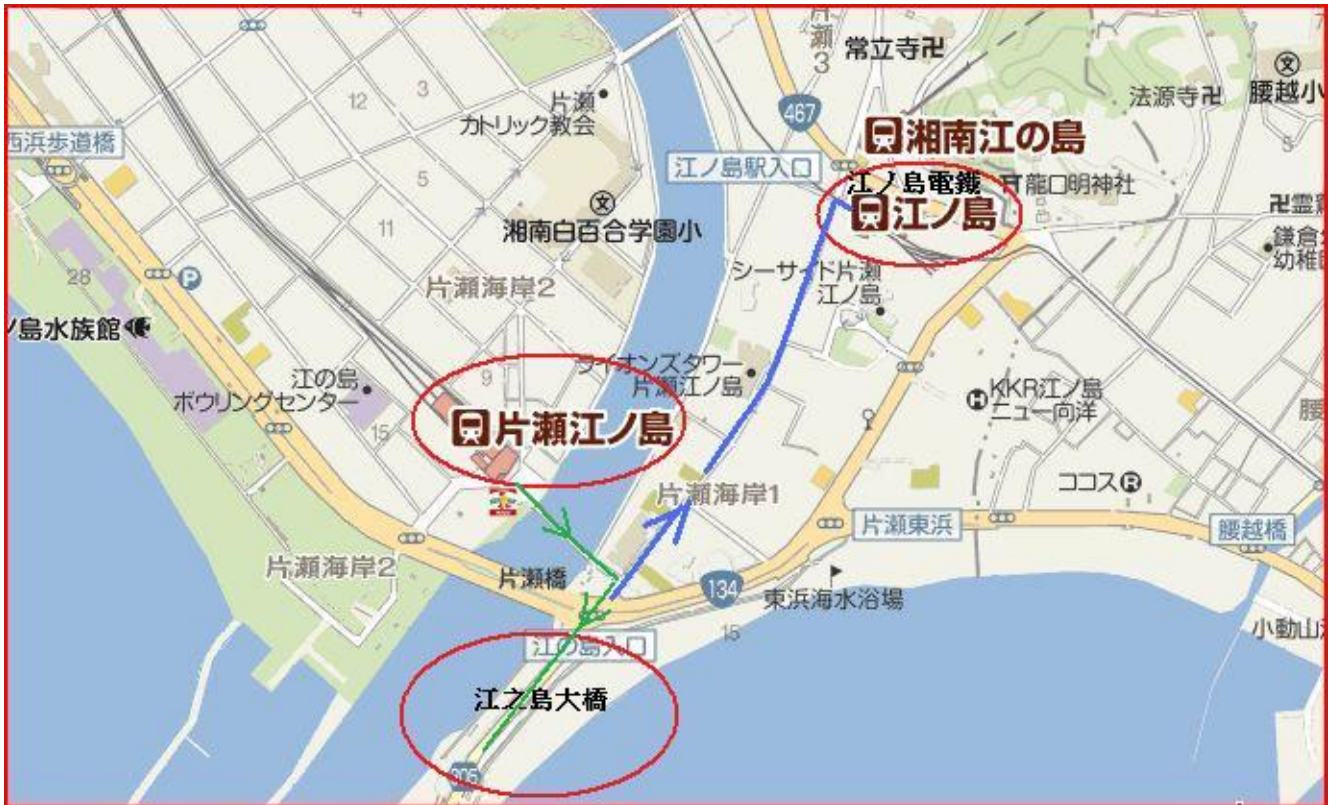 片瀬3
常立寺卍
腰越小
法源寺卍
片瀬
カトリック教会
12
3
24
467
西浜歩道橋
湘南江の島
江ノ島駅入口
江ノ島電鐵
龍口明神社
江ノ島
5
湘南白百合学園小
11
28
P
シーサイド片瀬
江ノ島
鎌倉
幼稚
片瀬海岸2
ノ島水族館
ライオンズタワー
片瀬江ノ島
9
江の島
ボウリングセンター
15
KKR江ノ島
ニュー向洋
片瀬江ノ島
ココスR
片瀬海岸1
片瀬東浜
腰越橋
片瀬海岸2
片瀬橋
134
東浜海水浴場
15
江の島入口
小動山
江之島大橋